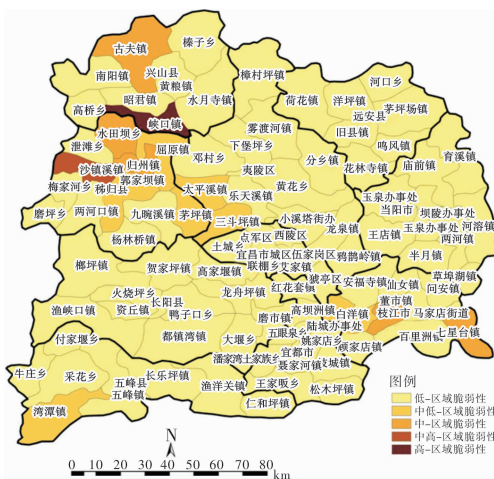 古夫镇
榛子乡
南阳镇
兴山县
黄粮镇
昭君镇
水月寺镇
高桥乡
峡口镇
樟村坪镇
荷花镇
河口乡
洋坪镇
茅坪场镇
远安县
旧县镇
鸣风镇
水田坝乡
泄滩乡
屈原镇
归州镇
沙镇溪镇
郭家坝镇
梅家河乡
秭归县
磨坪乡
两河口镇
九畹溪镇
茅坪镇
杨林桥镇
雾渡河镇
下堡坪乡
邓村乡
分乡镇
夷陵区
黄花乡
太平溪镇
乐天溪镇
三斗坪镇
小溪塔街办
龙泉镇
花林寺镇
庙前镇
育溪镇
玉泉办事处
当阳市
坝陵办事处
王店镇
玉泉办事处
河溶镇
两河镇
半月镇
土城乡
点军区
西陵区
宜昌市城区
伍家岗区
鸦鹊岭镇
联棚乡
艾家镇
猇亭区
安福寺镇
仙女镇
草埠湖镇
问安镇
榔坪镇
贺家坪镇
高家堰镇
火烧坪乡
龙舟坪镇
红花套镇
渔峡口镇
长阳县
资丘镇
鸭子口乡
磨市镇
高坝洲镇
白洋镇
董市镇
枝江市
马家店街道
七星台镇
百里洲镇
陆城办事处
五眼泉乡
姚家店乡
顾家店镇
都镇湾镇
大堰乡
宜都市
枝城镇
聂家河镇
潘家湾土家族乡
付家堰乡
牛庄乡
采花乡
五峰县
五峰镇
长乐坪镇
渔洋关镇
王家畈乡
松木坪镇
仁和坪镇
湾潭镇
图例
低-区域脆弱性
中低-区域脆弱性
中-区域脆弱性
中高-区域脆弱性
高-区域脆弱性
N
0 10 20 30 40 50 60 70 80
km